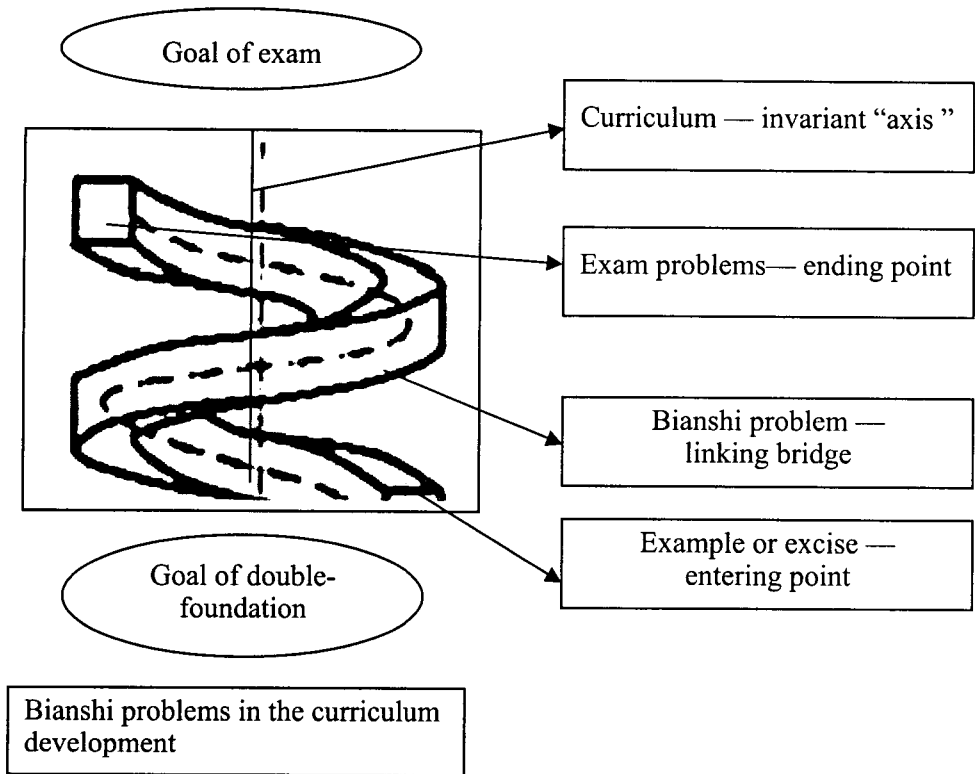 Goal of exam
Curriculum — invariant “axis ”
Exam problems— ending point
Bianshi problem —
linking bridge
Example or excise —
entering point
Goal of double-
foundation
Bianshi problems in the curriculum
development